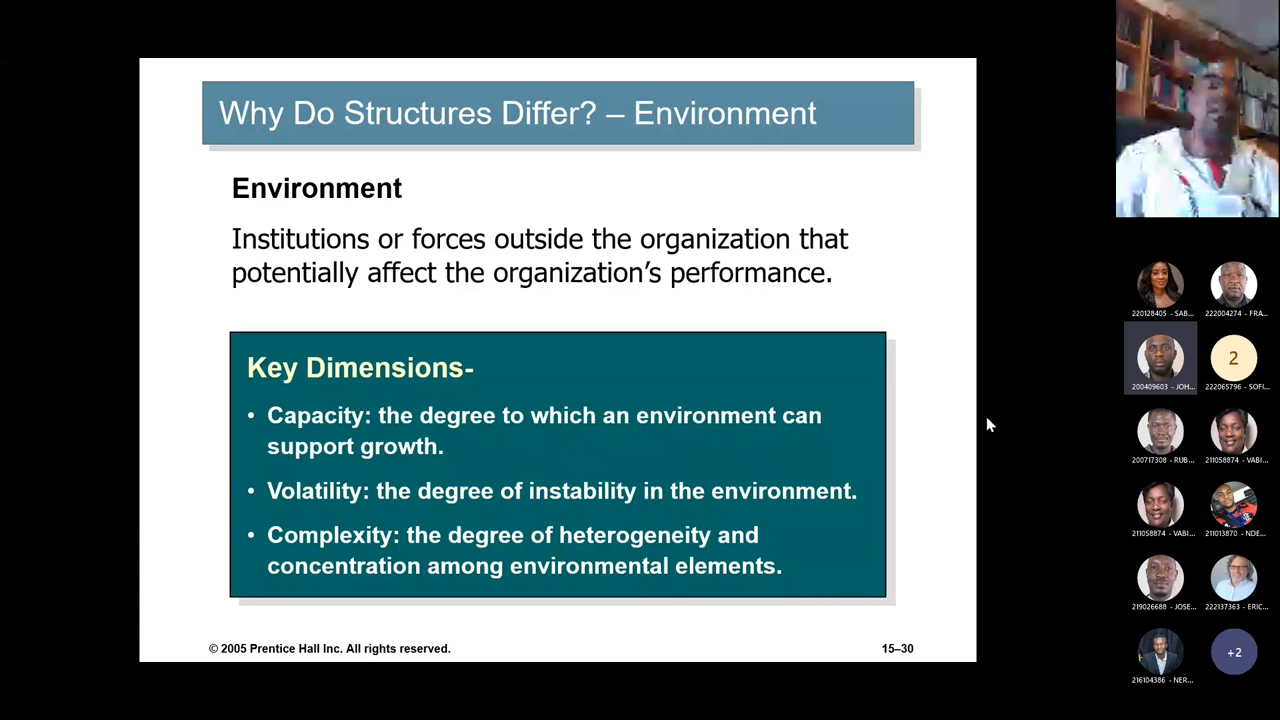 Why Do Structures Differ? – Environment
Environment
Institutions or forces outside the organization that
potentially affect the organization's performance.
Key Dimensions-
• Capacity: the degree to which an environment can
support growth.
• Volatility: the degree of instability in the environment.
• Complexity: the degree of heterogeneity and
concentration among environmental elements.
© 2005 Prentice Hall Inc. All rights reserved.
15–30
220128405 - SAB...
222004274 - FRA...
200409603 - JOH...
2
222065796 - SOFI...
200717308 - RUB...
211058874 - VABI...
211058874 - VABI...
211013870 - NDE...
219026688 - JOSE...
222137363 - ERIC...
216104386 - NER...
+2